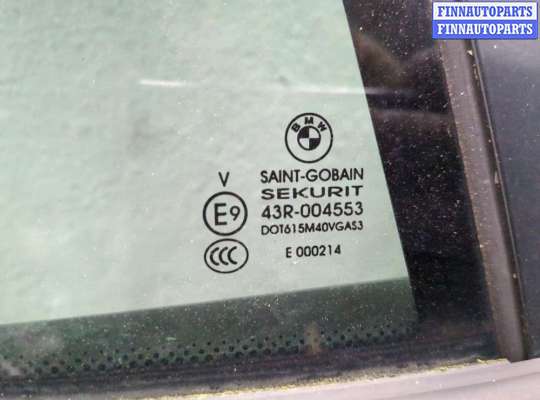 FINNAUTOPARTS
FINNAUTOPARTS
BMW
V
SAINT-GOBAIN
SEKURIT
E9
43R-004553
DOT615M40VGAS3
CCC
E 000214